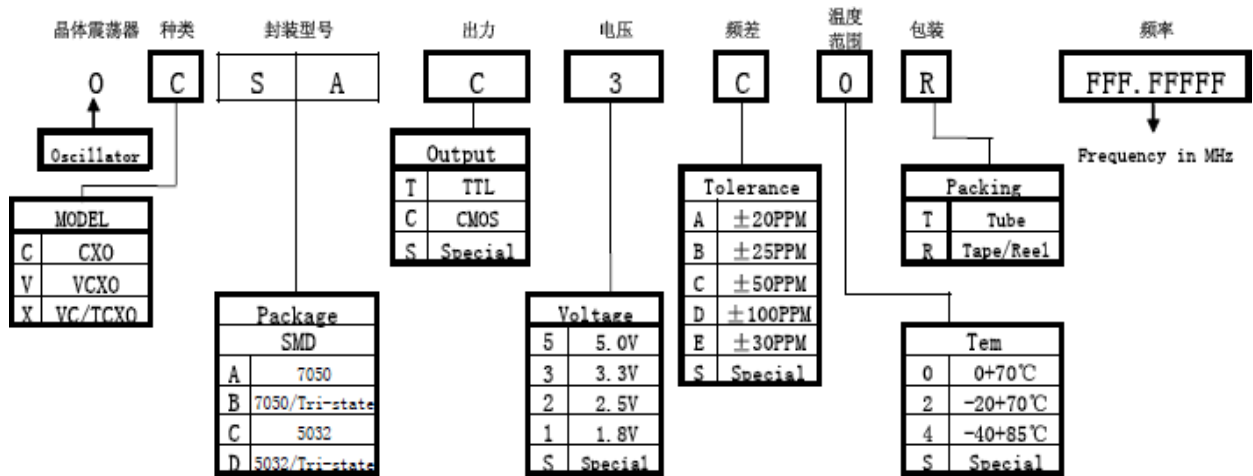 晶体震荡器 种类 封装型号 出力 电压 频差 温度范围 包装 频率
O C S A C 3 C 0 R FFF.FFFFF
Oscillator
Frequency in MHz
MODEL
C CXO
V VCXO
X VC/TCXO
Package
SMD
A 7050
B 7050/Tri-state
C 5032
D 5032/Tri-state
Output
T TTL
C CMOS
S Special
Voltage
5 5.0V
3 3.3V
2 2.5V
1 1.8V
S Special
Tolerance
A ±20PPM
B ±25PPM
C ±50PPM
D ±100PPM
E ±30PPM
S Special
Packing
T Tube
R Tape/Reel
Tem
0 0+70℃
2 -20+70℃
4 -40+85℃
S Special